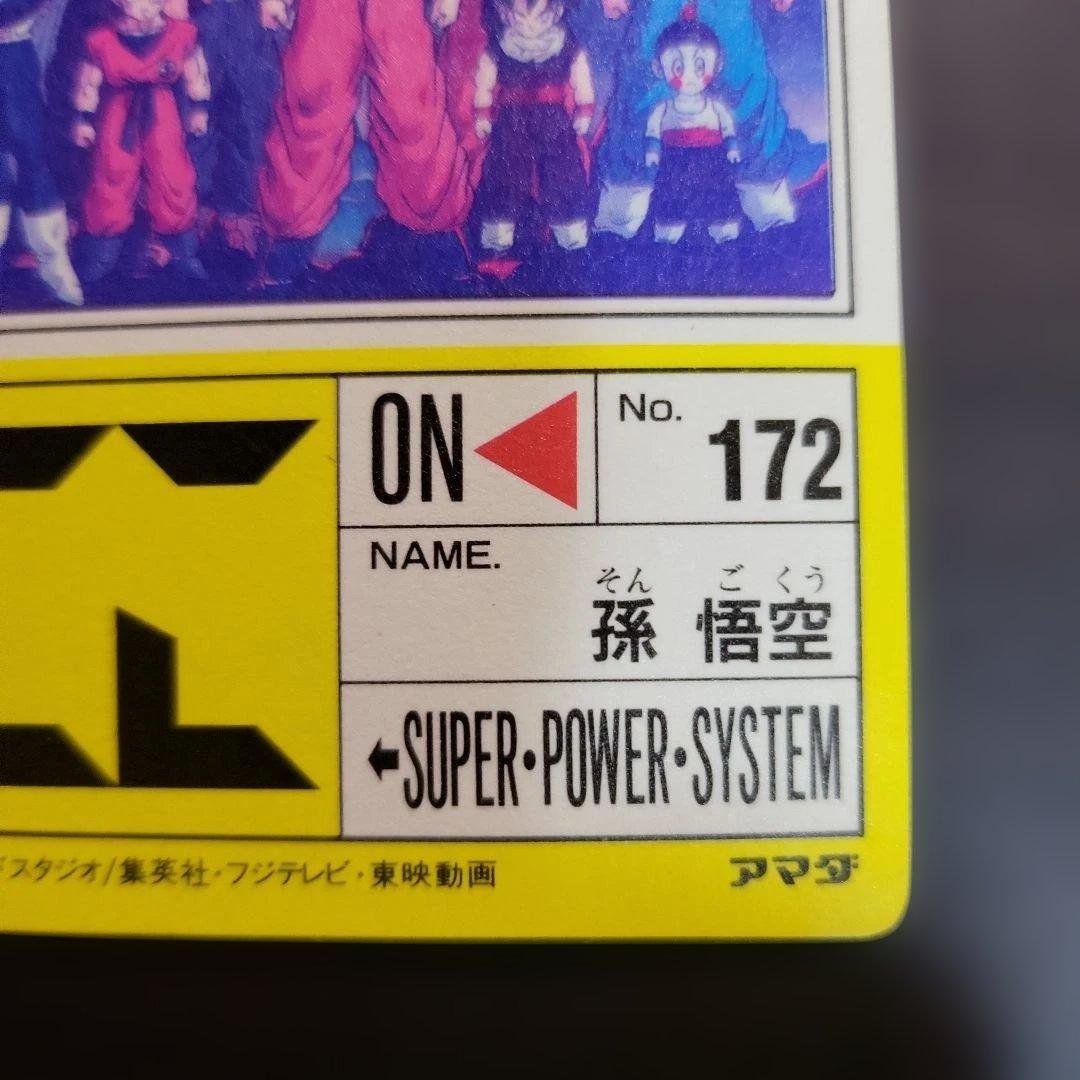 ON No. 172
NAME.
そん ご くう
孫 悟空
←SUPER・POWER・SYSTEM
スタジオ/集英社・フジテレビ・東映動画 アマダ